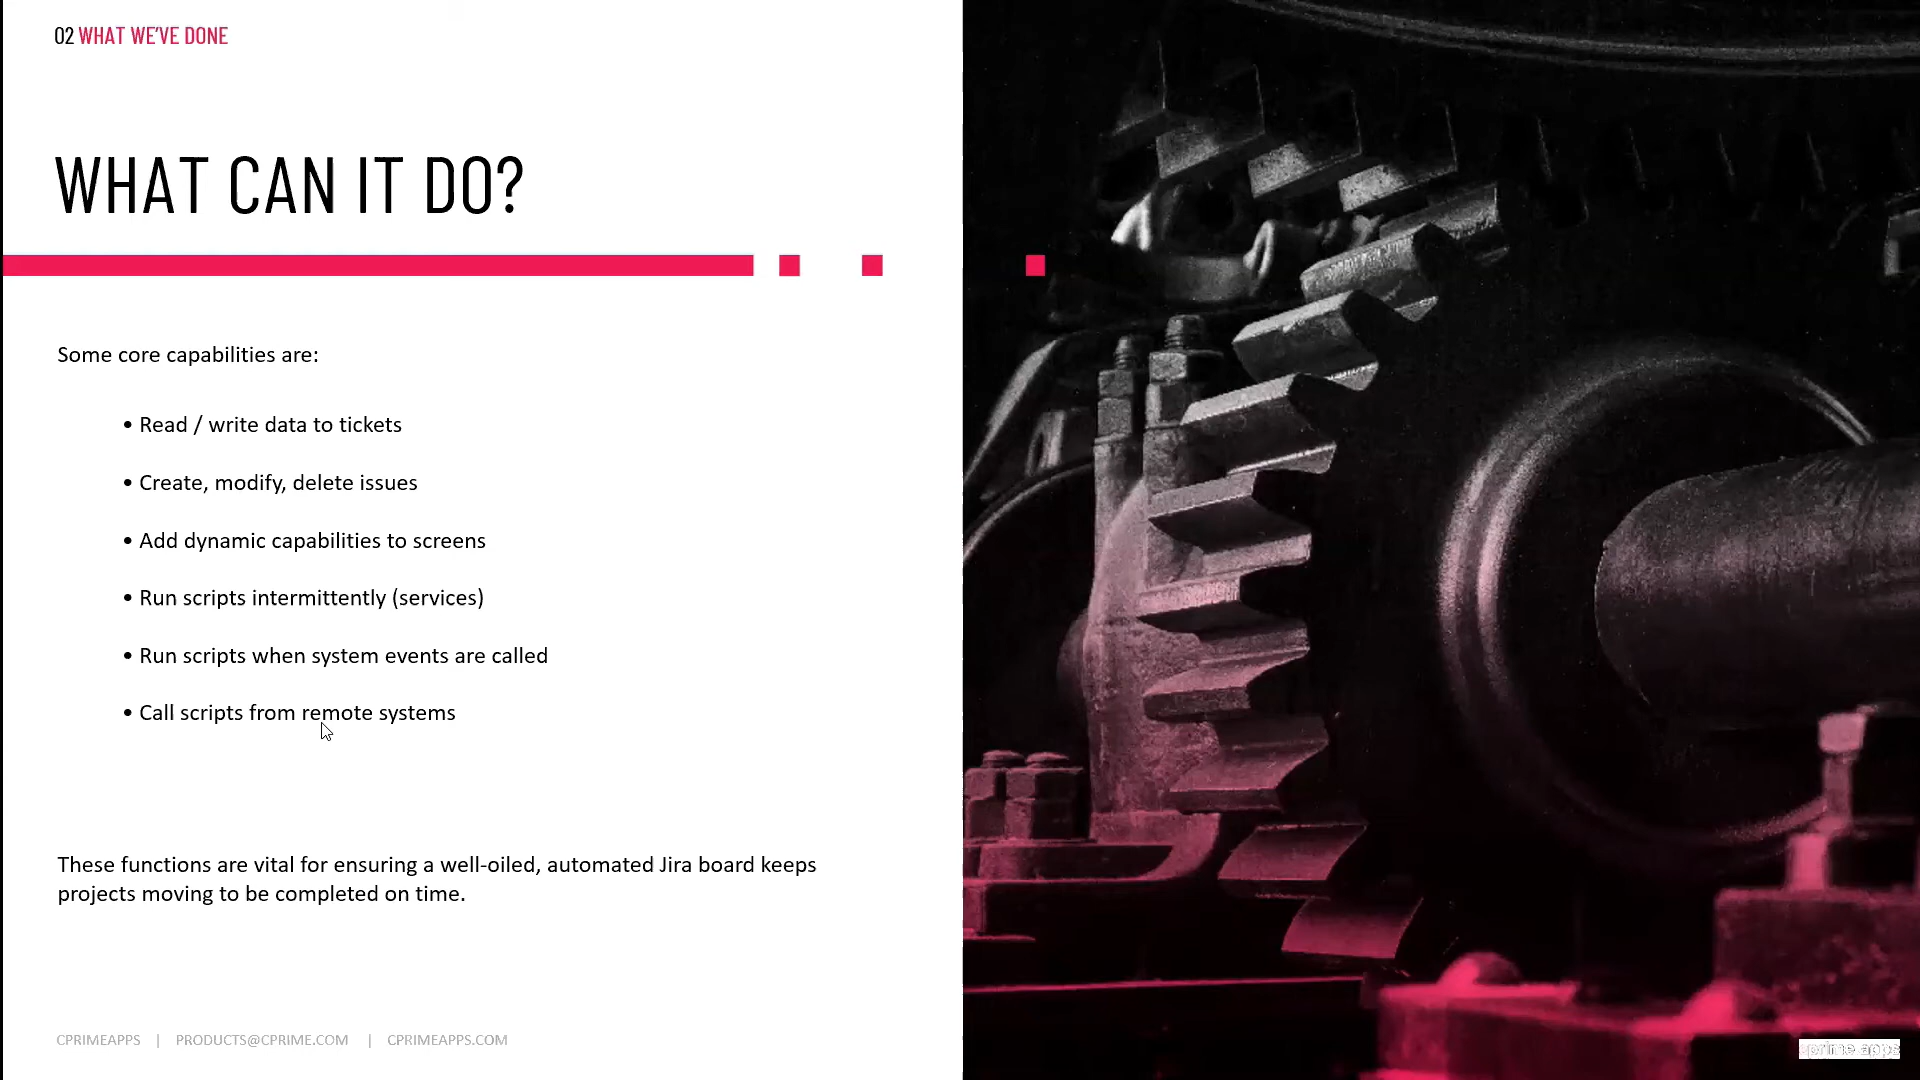 02 WHAT WE'VE DONE
WHAT CAN IT DO?
Some core capabilities are:
• Read / write data to tickets
• Create, modify, delete issues
• Add dynamic capabilities to screens
• Run scripts intermittently (services)
• Run scripts when system events are called
• Call scripts from remote systems
These functions are vital for ensuring a well-oiled, automated Jira board keeps
projects moving to be completed on time.
CPRIMEAPPS | PRODUCTS@CPRIME.COM | CPRIMEAPPS.COM
cprime apps